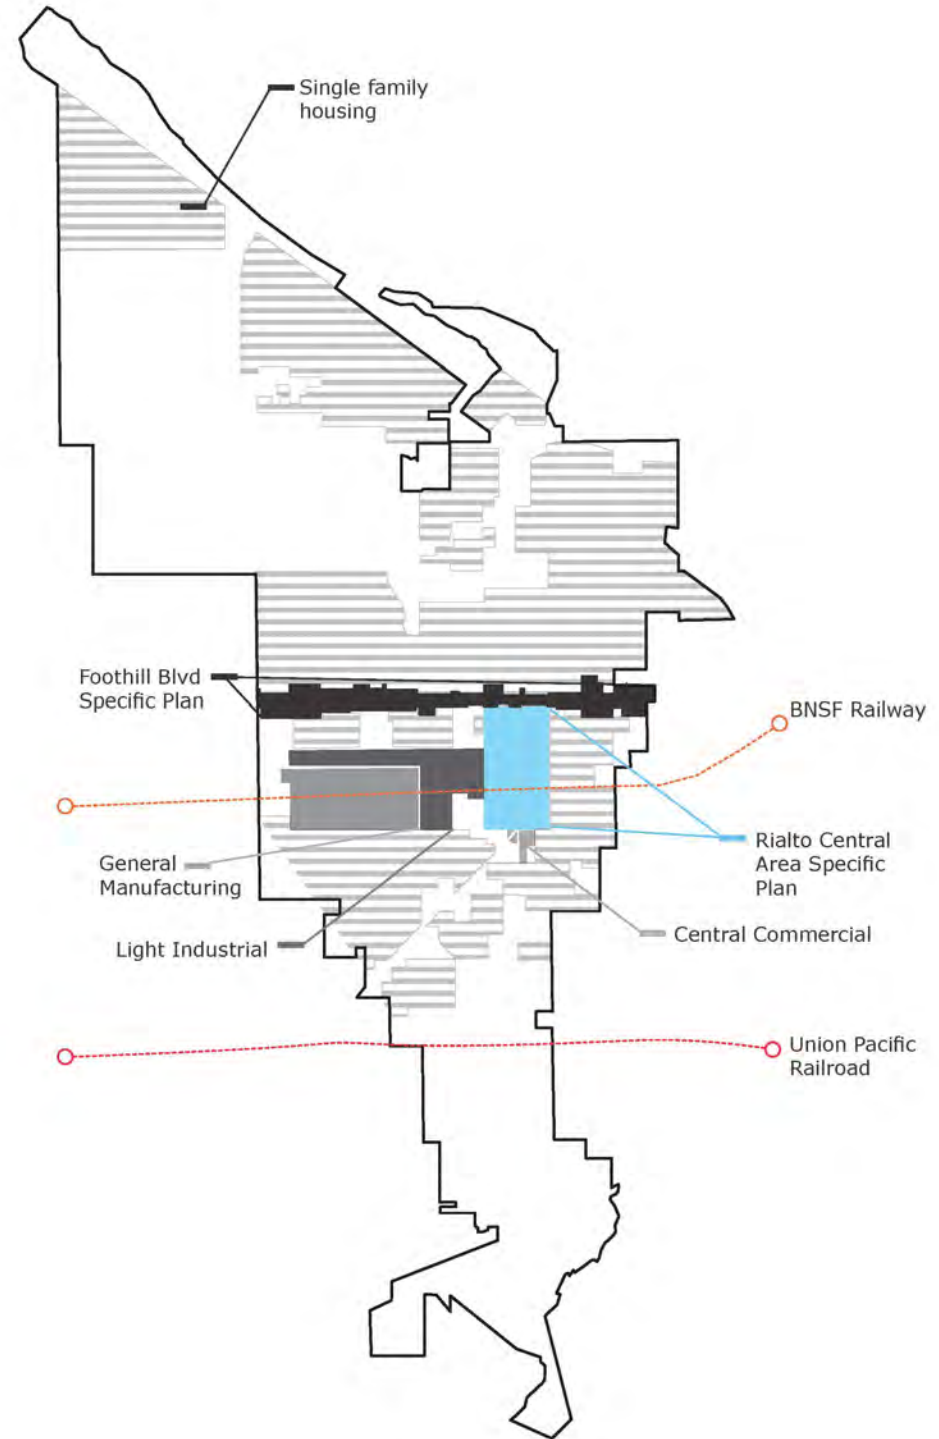 Single family
housing
Foothill Blvd
Specific Plan
BNSF Railway
General
Manufacturing
Rialto Central
Area Specific
Plan
Light Industrial
Central Commercial
Union Pacific
Railroad